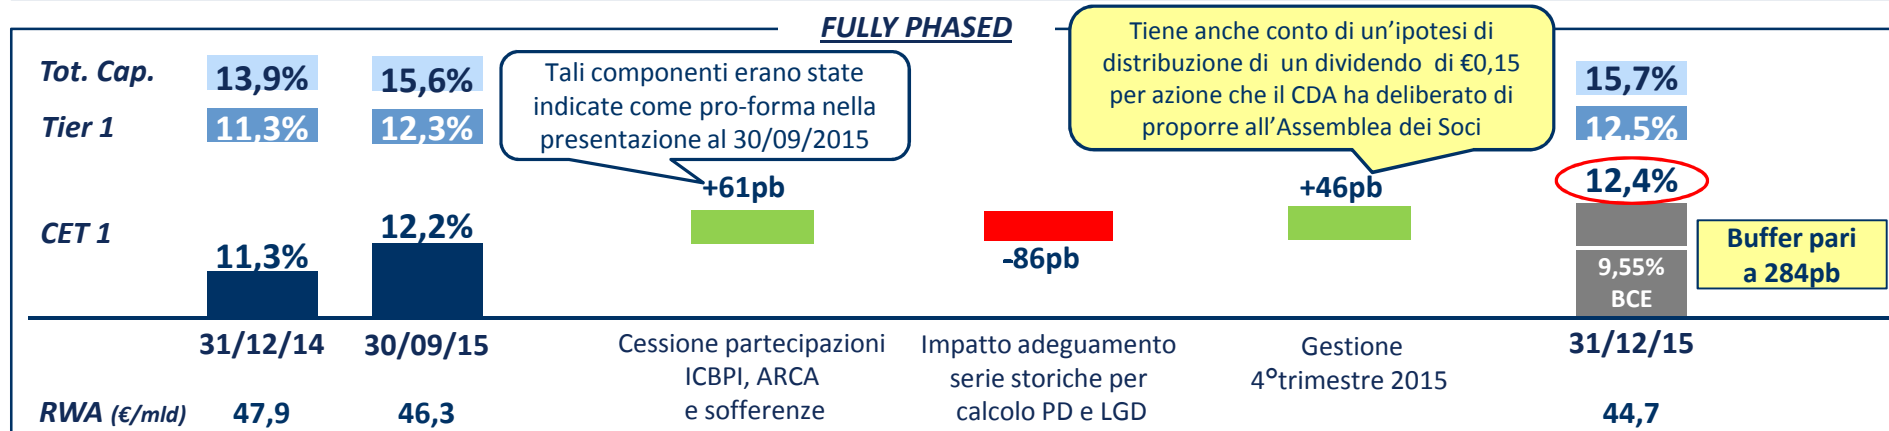 FULLY PHASED
Tot. Cap.
13,9%
15,6%
15,7%
Tier 1
11,3%
12,3%
12,5%
Tali componenti erano state
indicate come pro-forma nella
presentazione al 30/09/2015
Tiene anche conto di un'ipotesi di
distribuzione di un dividendo di €0,15
per azione che il CDA ha deliberato di
proporre all'Assemblea dei Soci
CET 1
11,3%
12,2%
+61pb
-86pb
+46pb
12,4%
9,55%
BCE
Buffer pari
a 284pb
31/12/14
30/09/15
Cessione partecipazioni
ICBPI, ARCA
e sofferenze
Impatto adeguamento
serie storiche per
calcolo PD e LGD
Gestione
4°trimestre 2015
31/12/15
RWA (€/mld)
47,9
46,3
44,7